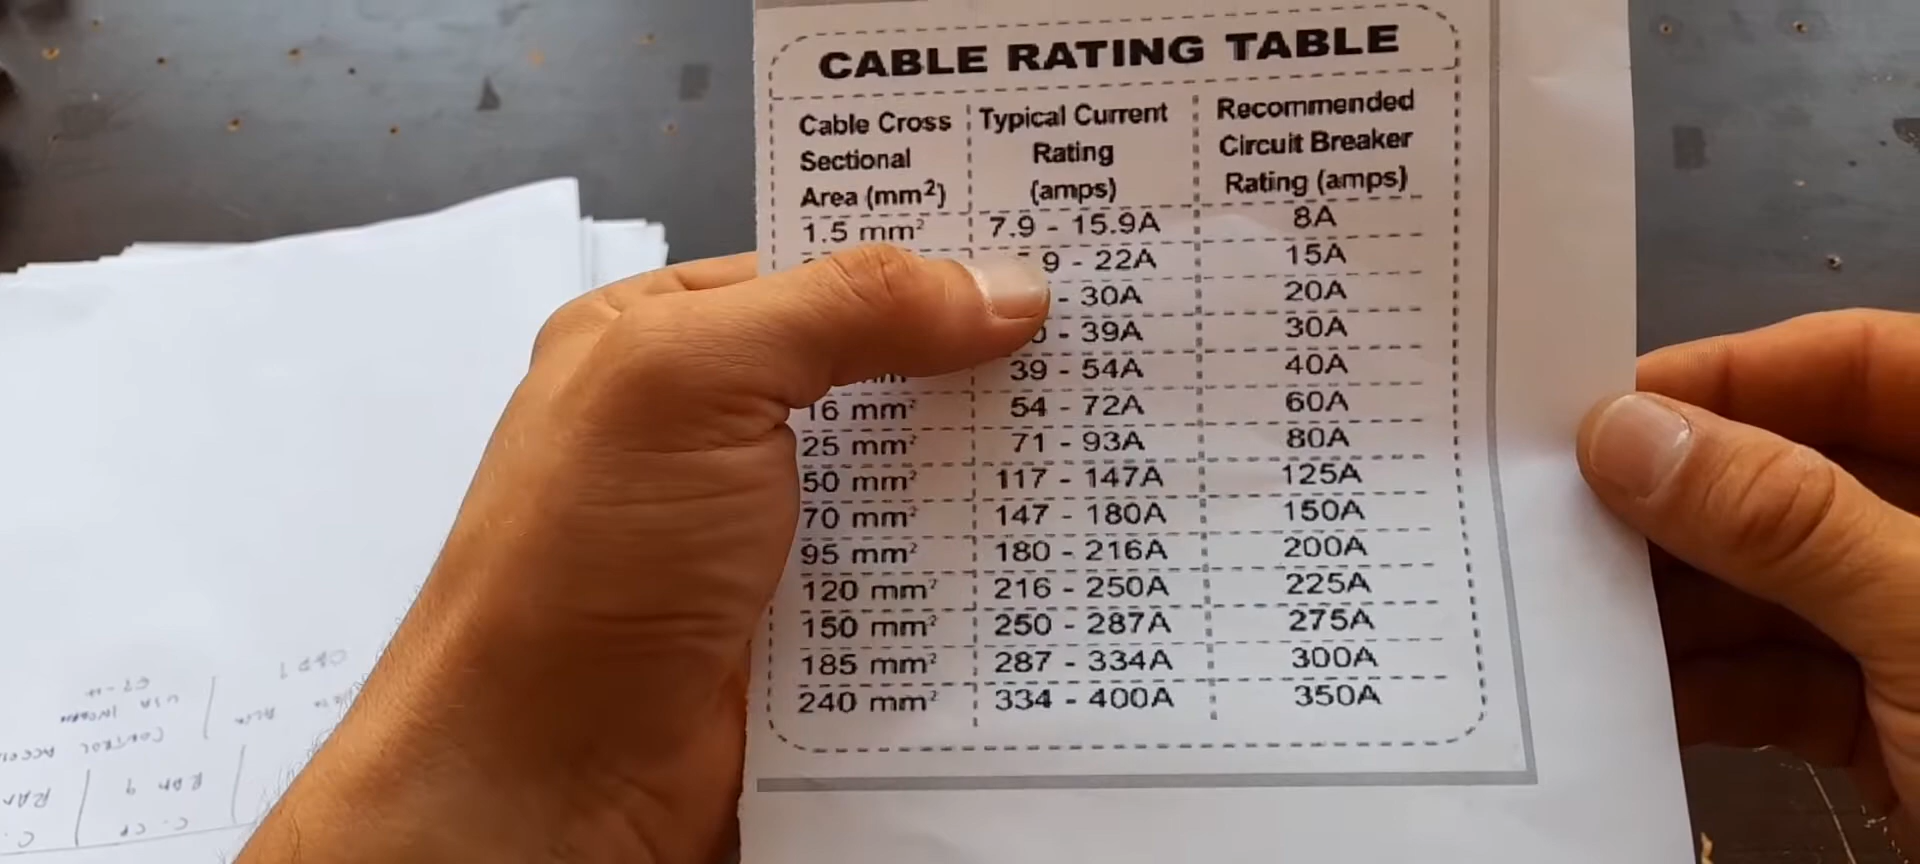 CABLE RATING TABLE
Cable Cross Sectional Area (mm²)
Typical Current Rating (amps)
Recommended Circuit Breaker Rating (amps)
1.5 mm² 7.9 - 15.9A 8A
9 - 22A 15A
- 30A 20A
- 39A 30A
39 - 54A 40A
16 mm² 54 - 72A 60A
25 mm² 71 - 93A 80A
50 mm² 117 - 147A 125A
70 mm² 147 - 180A 150A
95 mm² 180 - 216A 200A
120 mm² 216 - 250A 225A
150 mm² 250 - 287A 275A
185 mm² 287 - 334A 300A
240 mm² 334 - 400A 350A
CONTROL